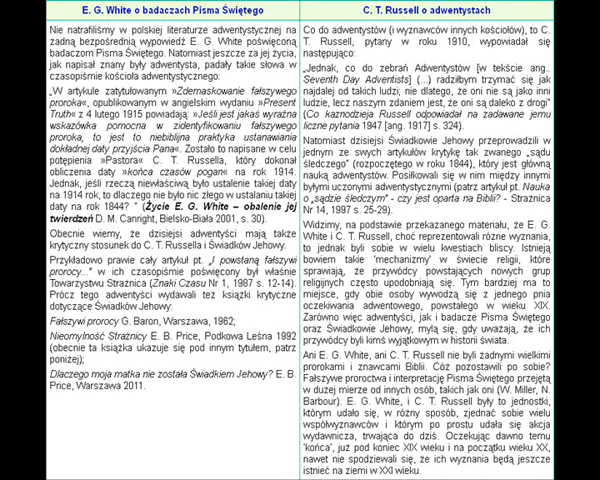 E. G. White o badaczach Pisma Świętego
Nie natrafiliśmy w polskiej literaturze adwentystycznej na
żadną bezpośrednią wypowiedź E. G. White poświęconą
badaczom Pisma Świętego. Natomiast jeszcze za jej życia,
jak napisał znany były adwentysta, padały takie słowa w
czasopiśmie kościoła adwentystycznego:
„W artykule zatytułowanym »Zdemaskowanie fałszywego
proroka«, opublikowanym w angielskim wydaniu »Present
Truth« z 4 lutego 1915 powiadają: »Jeśli jest jakaś wyraźna
wskazówka pomocna w zidentyfikowaniu fałszywego
proroka, to jest to niebiblijna praktyka ustanawiania
dokładnej daty przyjścia Pana«. Zostało to napisane w celu
potępienia »Pastora« C. T. Russella, który dokonał
obliczenia daty »końca czasów pogan« na rok 1914.
Jednak, jeśli rzeczą niewłaściwą było ustalenie takiej daty
na 1914 rok, to dlaczego nie było nic złego w ustaleniu takiej
daty na rok 1844? " (Życie E. G. White – obalenie jej
twierdzeń D. M. Canright, Bielsko-Biała 2001, s. 30).
Obecnie wiemy, że dzisiejsi adwentyści mają także
krytyczny stosunek do C. T. Russella i Świadków Jehowy.
Przykładowo prawie cały artykuł pt. „I powstaną fałszywi
prorocy..." w ich czasopiśmie poświęcony był właśnie
Towarzystwu Strażnica (Znaki Czasu Nr 1, 1987 s. 12-14).
Prócz tego adwentyści wydawali też książki krytyczne
dotyczące Świadków Jehowy:
Fałszywi prorocy G. Baron, Warszawa, 1962;
Nieomylność Strażnicy E. B. Price, Podkowa Leśna 1992
(obecnie ta książka ukazuje się pod innym tytułem, patrz
poniżej);
Dlaczego moja matka nie została Świadkiem Jehowy? E. B.
Price, Warszawa 2011.
C. T. Russell o adwentystach
Co do adwentystów (i wyznawców innych kościołów), to C.
T. Russell, pytany w roku 1910, wypowiadał się
następująco:
„Jednak, co do zebrań Adwentystów [w tekście ang.:
Seventh Day Adventists] (...) radziłbym trzymać się jak
najdalej od takich ludzi; nie dlatego, że oni nie są jako inni
ludzie, lecz naszym zdaniem jest, że oni są daleko z drogi"
(Co kaznodzieja Russell odpowiadał na zadawane jemu
liczne pytania 1947 [ang. 1917] s. 324).
Natomiast dzisiejsi Świadkowie Jehowy przeprowadzili w
jednym ze swych artykułów krytykę tak zwanego „sądu
śledczego" (rozpoczętego w roku 1844), który jest główną
nauką adwentystów. Posiłkowali się w nim między innymi
byłymi uczonymi adwentystycznymi (patrz artykuł pt. Nauka
o „sądzie śledczym" - czy jest oparta na Biblii? - Strażnica
Nr 14, 1997 s. 25-29).
Widzimy, na podstawie przekazanego materiału, że E. G.
White i C. T. Russell, choć reprezentowali różne wyznania,
to jednak byli sobie w wielu kwestiach bliscy. Istnieją
bowiem takie 'mechanizmy' w świecie religii, które
sprawiają, że przywódcy powstających nowych grup
religijnych często upodobniają się. Tym bardziej ma to
miejsce, gdy obie osoby wywodzą się z jednego pnia
oczekiwania adwentowego, powstałego w wieku XIX.
Zarówno więc adwentyści, jak i badacze Pisma Świętego
oraz Świadkowie Jehowy, mylą się, gdy uważają, że ich
przywódcy byli kimś wyjątkowym w historii świata.
Ani E. G. White, ani C. T. Russell nie byli żadnymi wielkimi
prorokami i znawcami Biblii. Cóż pozostawili po sobie?
Fałszywe proroctwa i interpretację Pisma Świętego przejętą
w dużej mierze od innych osób, takich jak oni (W. Miller, N.
Barbour). E. G. White, i C. T. Russell były to jednostki,
którym udało się, w różny sposób, zjednać sobie wielu
współwyznawców i którym po prostu udała się akcja
wydawnicza, trwająca do dziś. Oczekując dawno temu
'końca', już pod koniec XIX wieku i na początku wieku XX,
nawet nie spodziewali się, że ich wyznania będą jeszcze
istnieć na ziemi w XXI wieku.